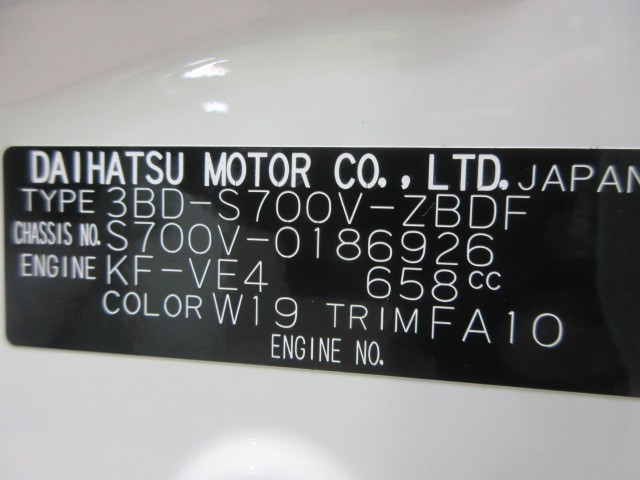 DAIHATSU MOTOR CO., LTD. JAPAN
TYPE 3BD-S700V-ZBDF
CHASSIS NO. S700V-0186926
ENGINE KF-VE4 658cc
COLOR W19 TRIM FA10
ENGINE NO.